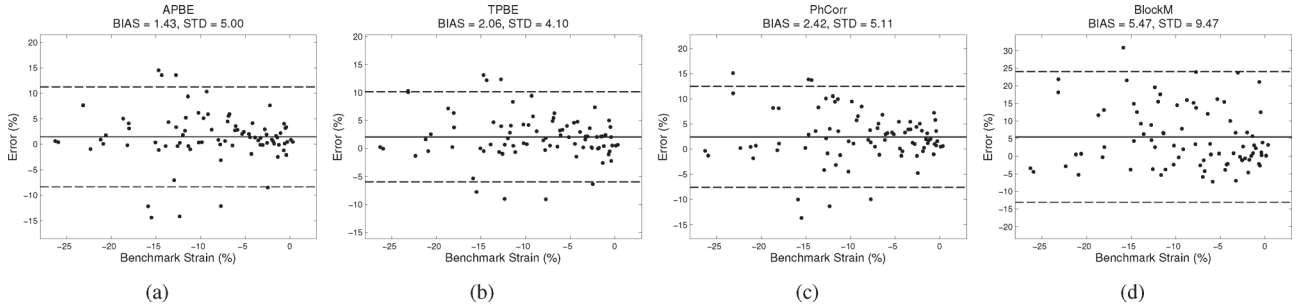 APBE
BIAS = 1.43, STD = 5.00
20
15
10
5
0
−5
−10
−15
Error (%)
−25
−20
−15
−10
−5
0
Benchmark Strain (%)
(a)
TPBE
BIAS = 2.06, STD = 4.10
20
15
10
5
0
−5
−10
−15
Error (%)
−25
−20
−15
−10
−5
0
Benchmark Strain (%)
(b)
PhCorr
BIAS = 2.42, STD = 5.11
20
15
10
5
0
−5
−10
−15
Error (%)
−25
−20
−15
−10
−5
0
Benchmark Strain (%)
(c)
BlockM
BIAS = 5.47, STD = 9.47
30
25
20
15
10
5
0
−5
−10
−15
−20
Error (%)
−25
−20
−15
−10
−5
0
Benchmark Strain (%)
(d)